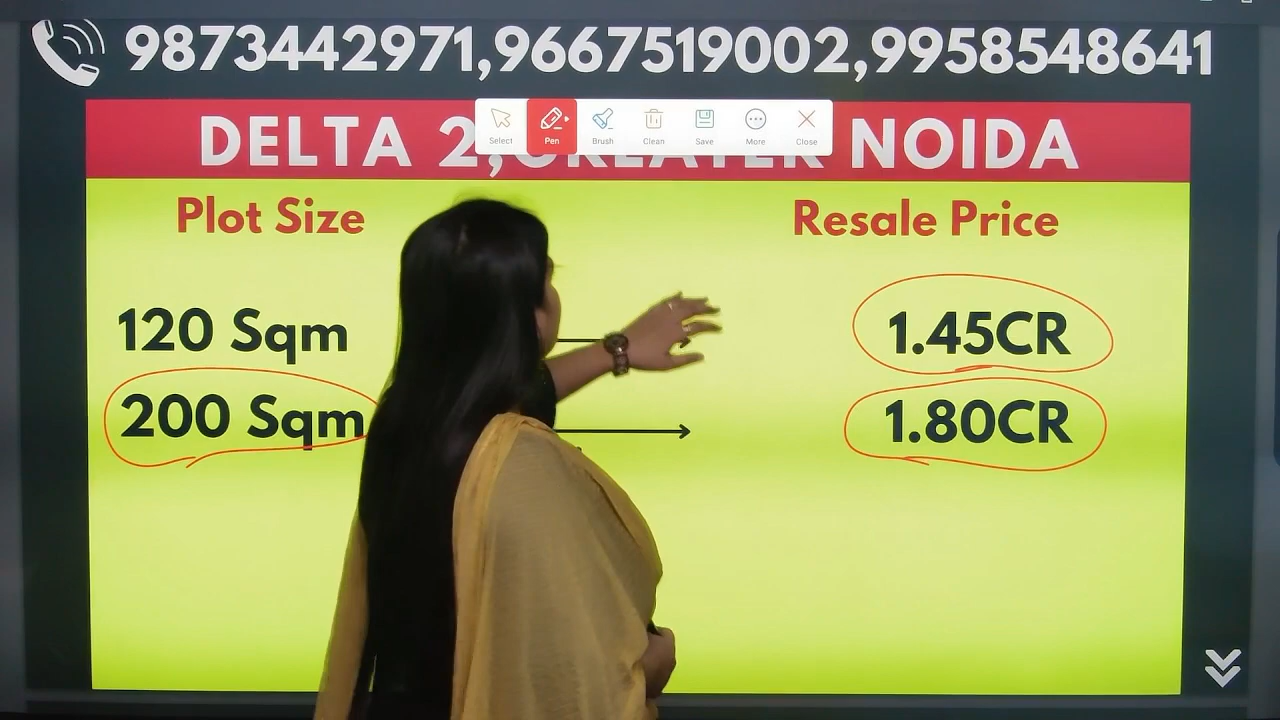 9873442971,9667519002,9958548641
Select Pen Brush Clean Save More Close
DELTA 2,GREATER NOIDA
Plot Size Resale Price
120 Sqm 1.45CR
200 Sqm 1.80CR